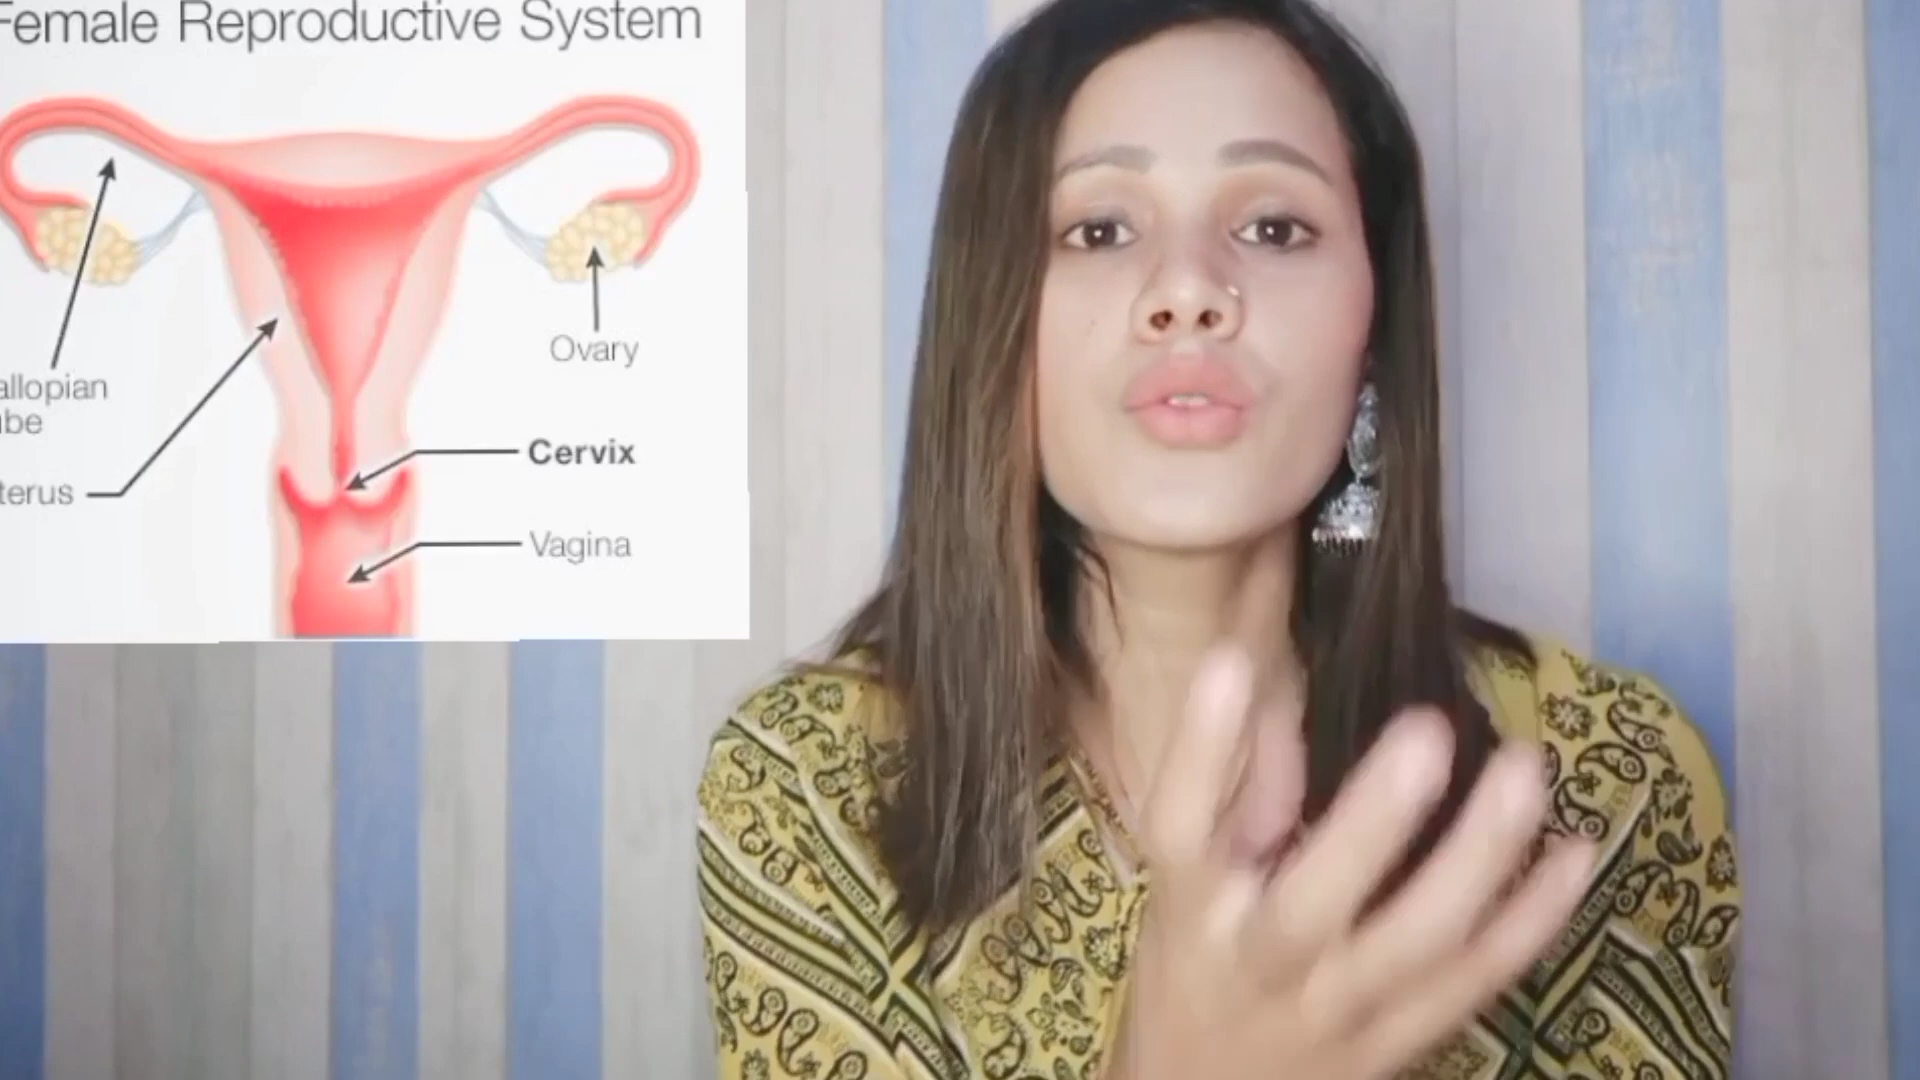 Female Reproductive System
Ovary
allopian
ube
Cervix
terus
Vagina